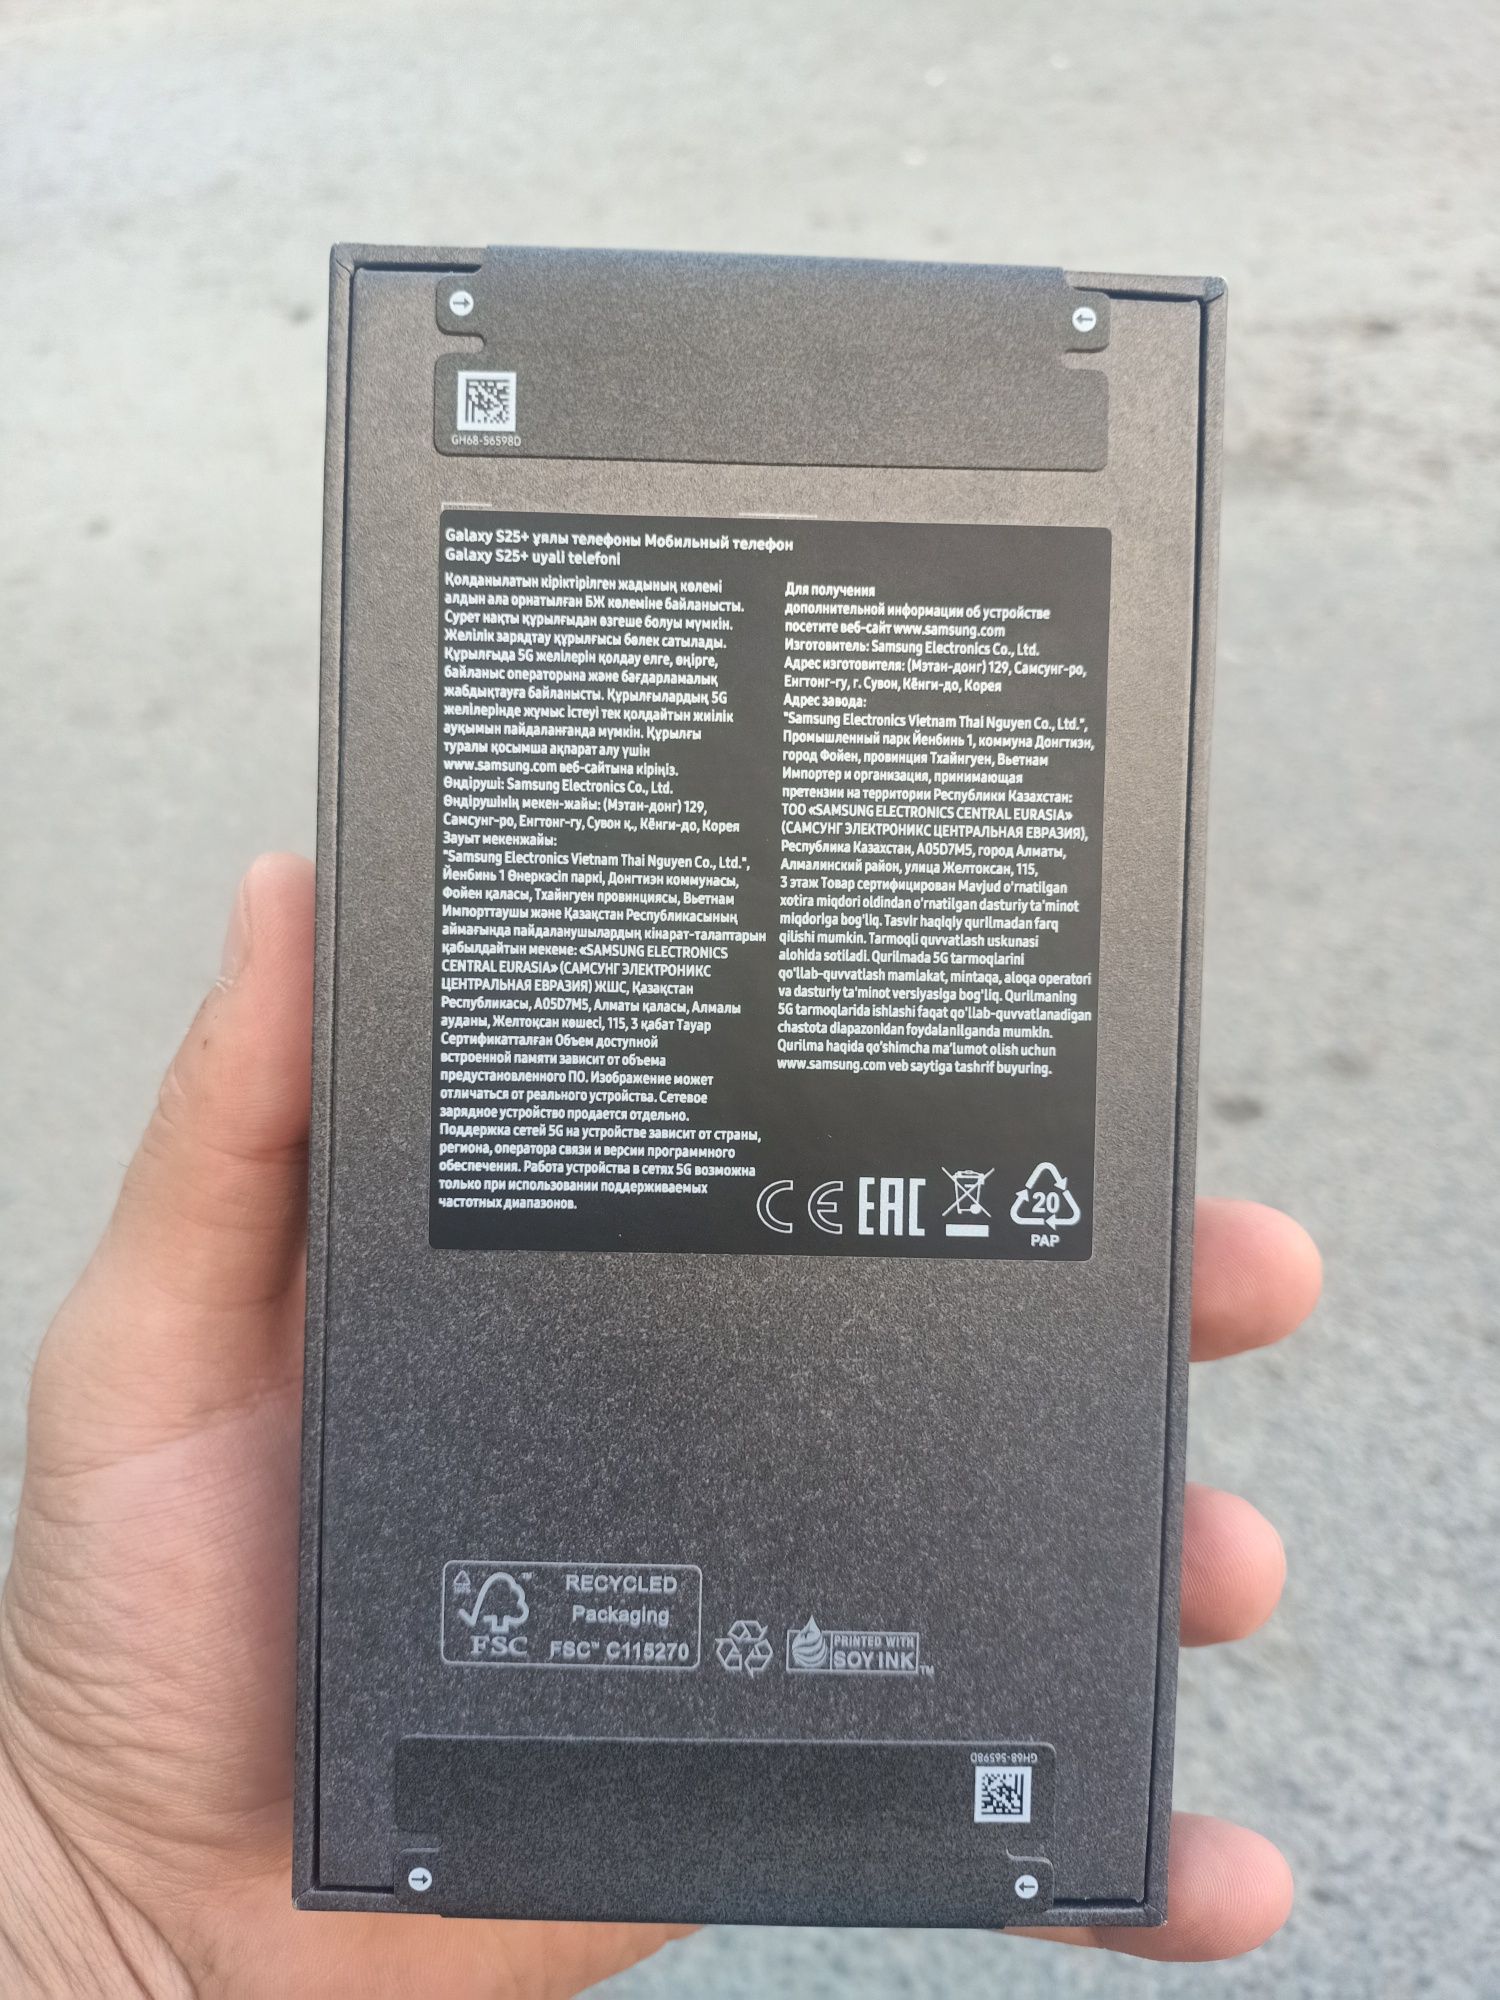 GH68-56598D
Galaxy S25+ ұялы телефоны Мобильный телефон
Galaxy S25+ uyali telefoni
Қолданылатын кіріктірілген жадының көлемі
алдын ала орнатылған БЖ көлеміне байланысты.
Сурет нақты құрылғыдан өзгеше болуы мүмкін.
Желілік зарядтау құрылғысы бөлек сатылады.
Құрылғыда 5G желілерін қолдау елге, өңірге,
байланыс операторына және бағдарламалық
жабдықтауға байланысты. Құрылғылардың 5G
желілерінде жұмыс істеуі тек қолдайтын жиілік
ауқымын пайдаланғанда мүмкін. Құрылғы
туралы қосымша ақпарат алу үшін
www.samsung.com веб-сайтына кіріңіз.
Өндіруші: Samsung Electronics Co., Ltd.
Өндірушінің мекен-жайы: (Мэтан-донг) 129,
Самсунг-ро, Енгтонг-гу, Сувон қ., Кёнги-до, Корея
Зауыт мекенжайы:
"Samsung Electronics Vietnam Thai Nguyen Co., Ltd.",
Йенбинь 1 Өнеркәсіп паркі, Донгтиэн коммунасы,
Фойен қаласы, Тхайнгуен провинциясы, Вьетнам
Импорттаушы және Қазақстан Республикасының
аймағында пайдаланушылардың кінарат-талаптарын
қабылдайтын мекеме: «SAMSUNG ELECTRONICS
CENTRAL EURASIA» (САМСУНГ ЭЛЕКТРОНИКС
ЦЕНТРАЛЬНАЯ ЕВРАЗИЯ) ЖШС, Қазақстан
Республикасы, A05D7M5, Алматы қаласы, Алмалы
ауданы, Желтоқсан көшесі, 115, 3 қабат Тауар
Сертификатталған Объем доступной
встроенной памяти зависит от объема
предустановленного ПО. Изображение может
отличаться от реального устройства. Сетевое
зарядное устройство продается отдельно.
Поддержка сетей 5G на устройстве зависит от страны,
региона, оператора связи и версии программного
обеспечения. Работа устройства в сетях 5G возможна
только при использовании поддерживаемых
частотных диапазонов.
Для получения
дополнительной информации об устройстве
посетите веб-сайт www.samsung.com
Изготовитель: Samsung Electronics Co., Ltd.
Адрес изготовителя: (Мэтан-донг) 129, Самсунг-ро,
Енгтонг-гу, г. Сувон, Кёнги-до, Корея
Адрес завода:
"Samsung Electronics Vietnam Thai Nguyen Co., Ltd.",
Промышленный парк Йенбинь 1, коммуна Донгтиэн,
город Фойен, провинция Тхайнгуен, Вьетнам
Импортер и организация, принимающая
претензии на территории Республики Казахстан:
ТОО «SAMSUNG ELECTRONICS CENTRAL EURASIA»
(САМСУНГ ЭЛЕКТРОНИКС ЦЕНТРАЛЬНАЯ ЕВРАЗИЯ),
Республика Казахстан, A05D7M5, город Алматы,
Алмалинский район, улица Желтоксан, 115,
3 этаж Товар сертифицирован Mavjud o'rnatilgan
xotira miqdori oldindan o'rnatilgan dasturiy ta'minot
miqdoriga bog'liq. Tasvir haqiqiy qurilmadan farq
qilishi mumkin. Tarmoqli quvvatlash uskunasi
alohida sotiladi. Qurilmada 5G tarmoqlarini
qo'llab-quvvatlash mamlakat, mintaqa, aloqa operatori
va dasturiy ta'minot versiyasiga bog'liq. Qurilmaning
5G tarmoqlarida ishlashi faqat qo'llab-quvvatlanadigan
chastota diapazonidan foydalanilganda mumkin.
Qurilma haqida qo'shimcha ma'lumot olish uchun
www.samsung.com veb saytiga tashrif buyuring.
CE EAC 20
PAP
RECYCLED
Packaging
FSC FSC™ C115270
PRINTED WITH
SOY INK™
GH68-56598D